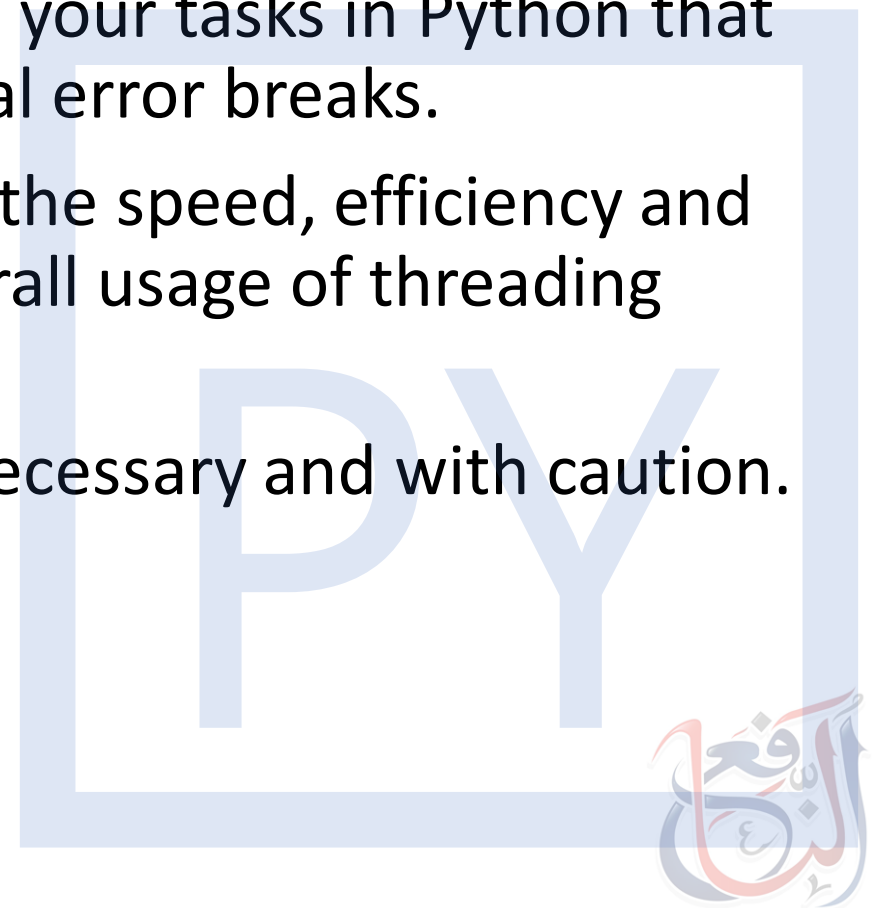 your tasks in Python that
al error breaks.
the speed, efficiency and
rall usage of threading
ecessary and with caution.
PY